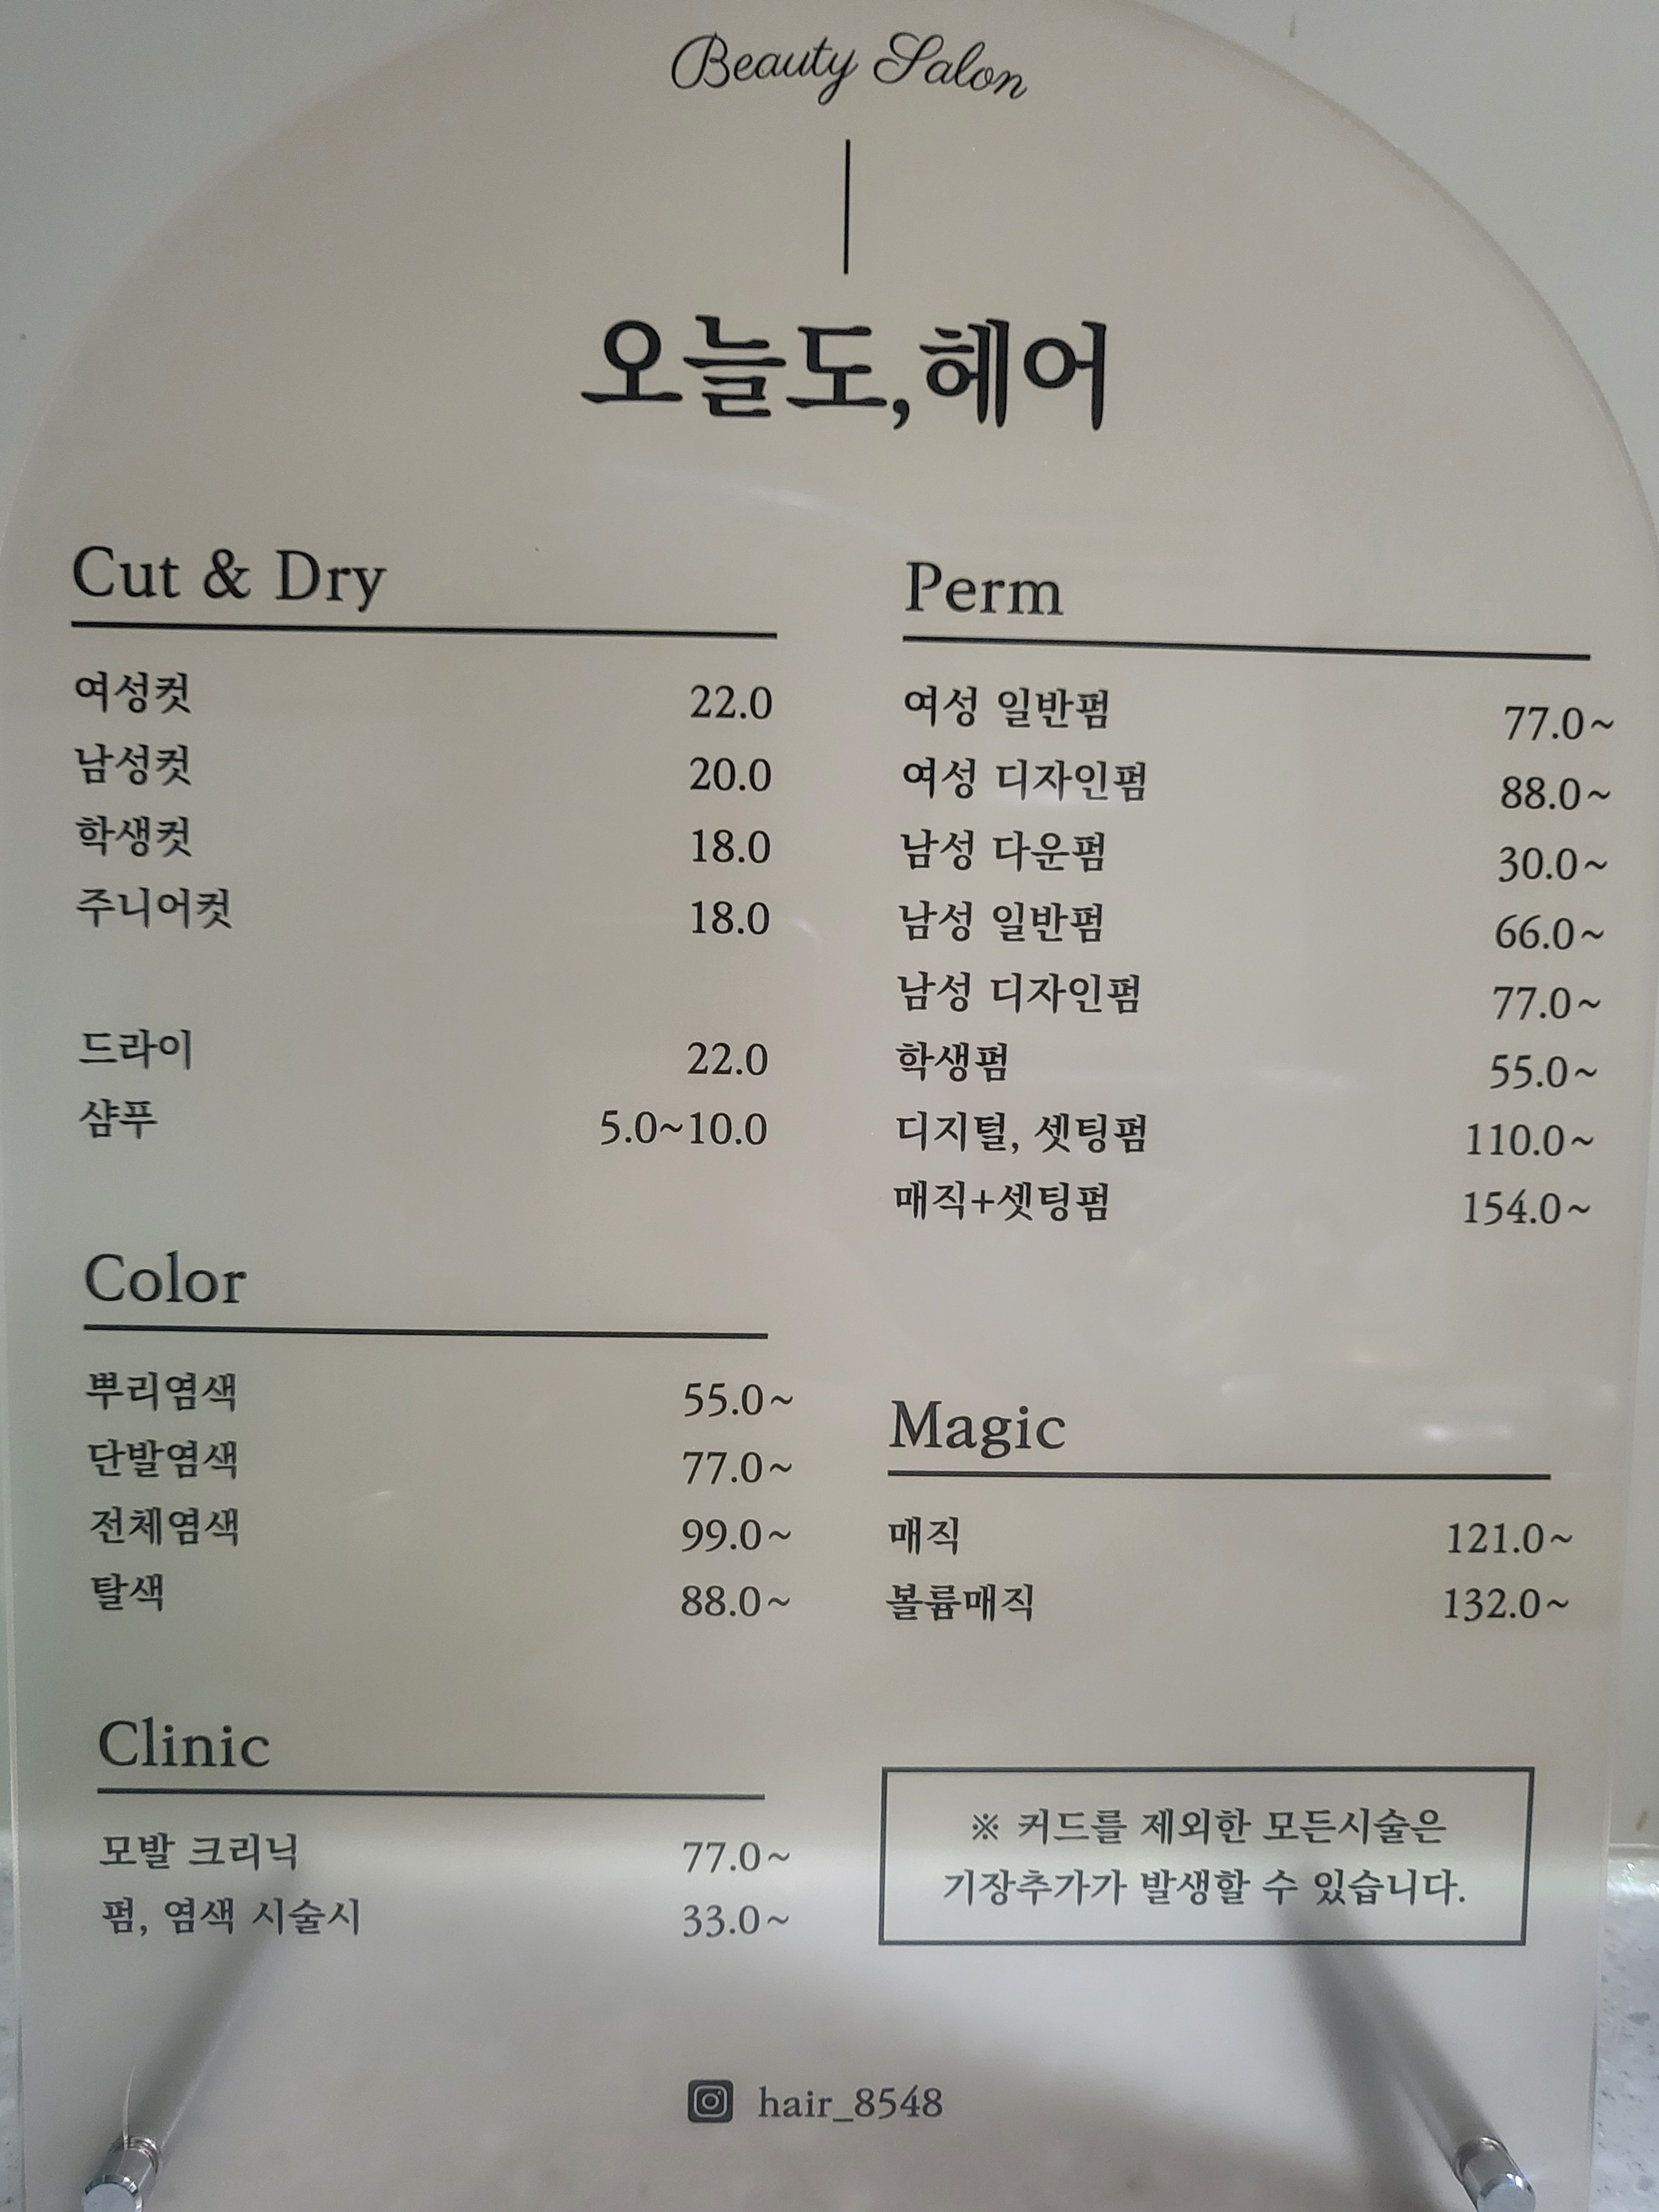 Beauty Salon
오늘도,헤어
Cut & Dry
여성컷 22.0
남성컷 20.0
학생컷 18.0
주니어컷 18.0
드라이 22.0
샴푸 5.0~10.0
Color
뿌리염색 55.0~
단발염색 77.0~
전체염색 99.0~
탈색 88.0~
Clinic
모발 크리닉 77.0~
펌, 염색 시술시 33.0~
Perm
여성 일반펌 77.0~
여성 디자인펌 88.0~
남성 다운펌 30.0~
남성 일반펌 66.0~
남성 디자인펌 77.0~
학생펌 55.0~
디지털, 셋팅펌 110.0~
매직+셋팅펌 154.0~
Magic
매직 121.0~
볼륨매직 132.0~
※ 커드를 제외한 모든시술은
기장추가가 발생할 수 있습니다.
hair_8548